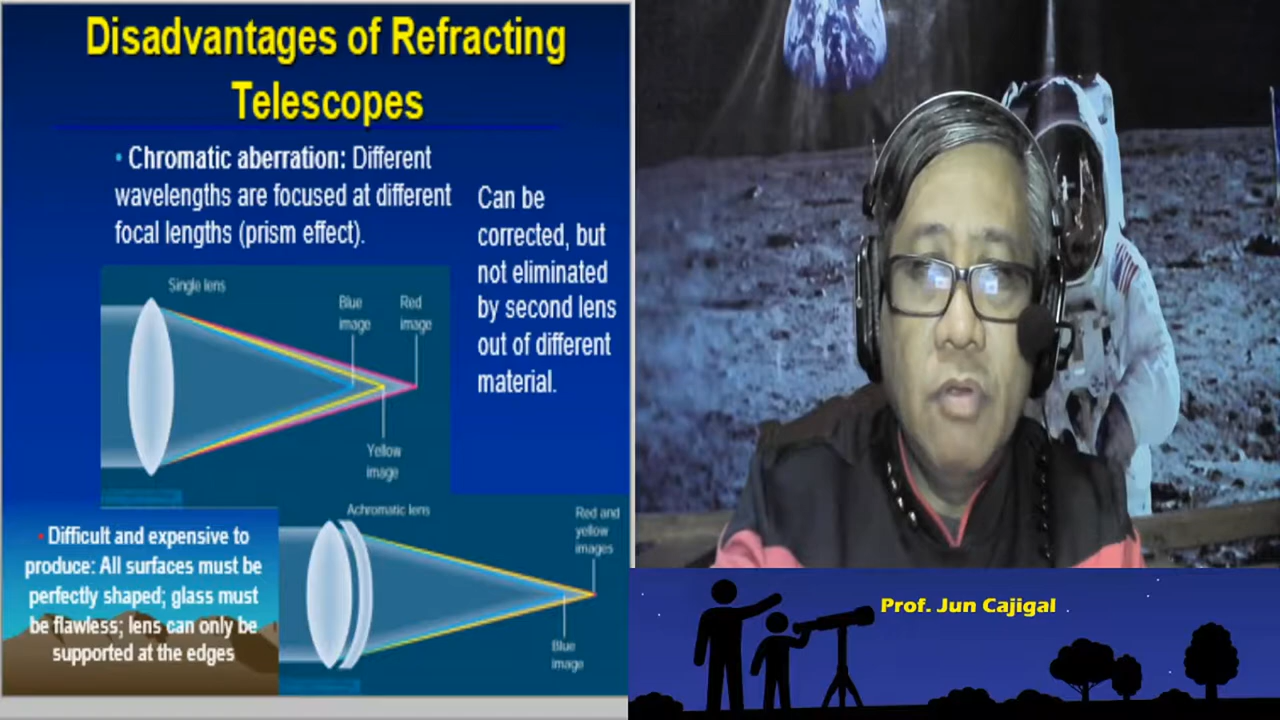 Disadvantages of Refracting
Telescopes
• Chromatic aberration: Different
wavelengths are focused at different
focal lengths (prism effect).
Can be
corrected, but
not eliminated
by second lens
out of different
material.
Single lens
Blue
image
Red
image
Yellow
image
Achromatic lens
Red and
yellow
images
Blue
image
• Difficult and expensive to
produce: All surfaces must be
perfectly shaped; glass must
be flawless; lens can only be
supported at the edges
Prof. Jun Cajigal